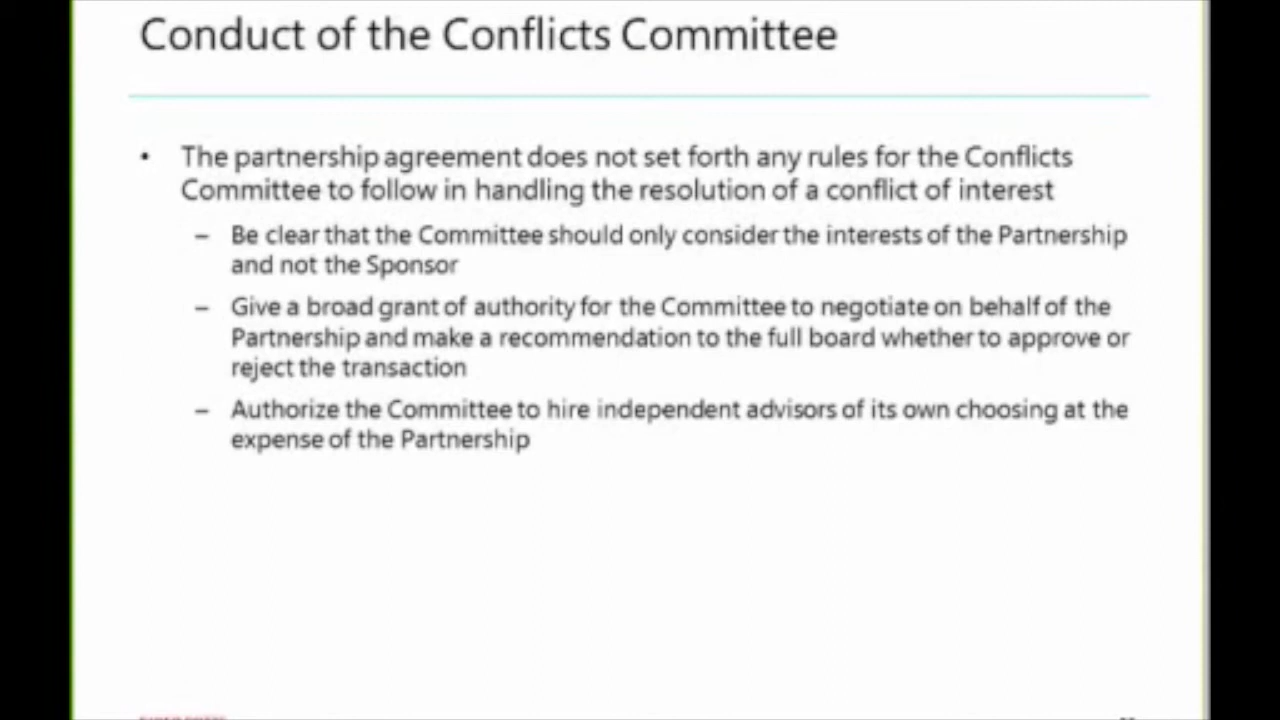 Conduct of the Conflicts Committee
• The partnership agreement does not set forth any rules for the Conflicts
Committee to follow in handling the resolution of a conflict of interest
– Be clear that the Committee should only consider the interests of the Partnership
and not the Sponsor
– Give a broad grant of authority for the Committee to negotiate on behalf of the
Partnership and make a recommendation to the full board whether to approve or
reject the transaction
– Authorize the Committee to hire independent advisors of its own choosing at the
expense of the Partnership